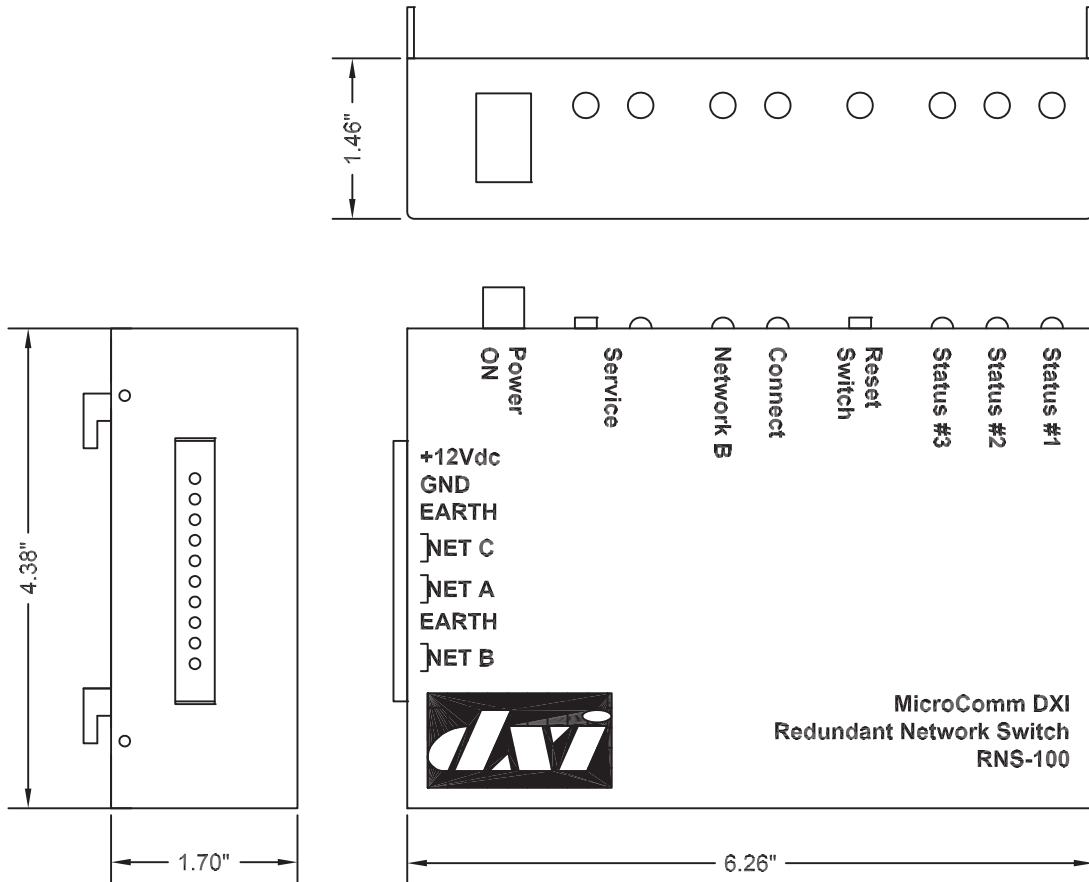 1.46"
Power
ON
Service
Network B
Connect
Reset
Switch
Status #3
Status #2
Status #1
+12Vdc
GND
EARTH
NET C
NET A
EARTH
NET B
4.38"
dxi
MicroComm DXI
Redundant Network Switch
RNS-100
1.70"
6.26"